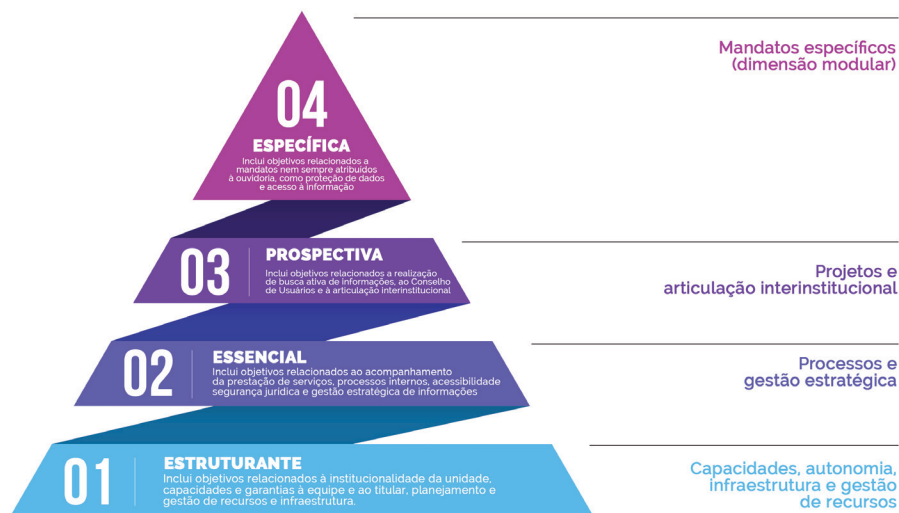 04
ESPECÍFICA
Inclui objetivos relacionados a
mandatos nem sempre atribuídos
à ouvidoria, como proteção de dados
e acesso à informação
Mandatos específicos
(dimensão modular)
03
PROSPECTIVA
Inclui objetivos relacionados a realização
de busca ativa de informações, ao Conselho
de Usuários e à articulação interinstitucional
Projetos e
articulação interinstitucional
02
ESSENCIAL
Inclui objetivos relacionados ao acompanhamento
da prestação de serviços, processos internos, acessibilidade
segurança jurídica e gestão estratégica de informações
Processos e
gestão estratégica
01
ESTRUTURANTE
Inclui objetivos relacionados à institucionalidade da unidade,
capacidades e garantias à equipe e ao titular, planejamento e
gestão de recursos e infraestrutura.
Capacidades, autonomia,
infraestrutura e gestão
de recursos